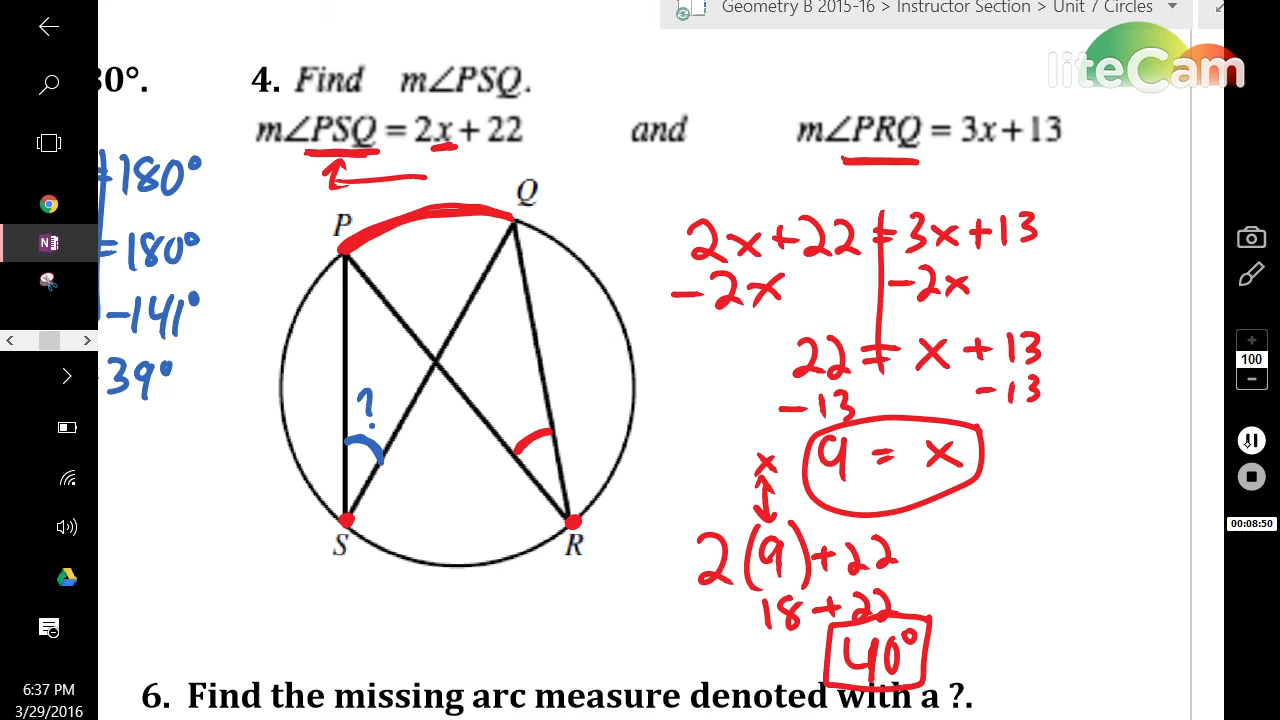 Geometry B 2015-16 > Instructor Section > Unit 7 Circles
liteCam
30°.
4. Find m∠PSQ.
m∠PSQ = 2x + 22 and m∠PRQ = 3x + 13
= 180°
= 180°
-141°
39°
P
Q
?
S
R
2x + 22 = 3x + 13
-2x -2x
22 = x + 13
-13 -13
9 = x
x
2(9) + 22
18 + 22
40°
6. Find the missing arc measure denoted with a ?.
100
00:08:50
6:37 PM
3/29/2016